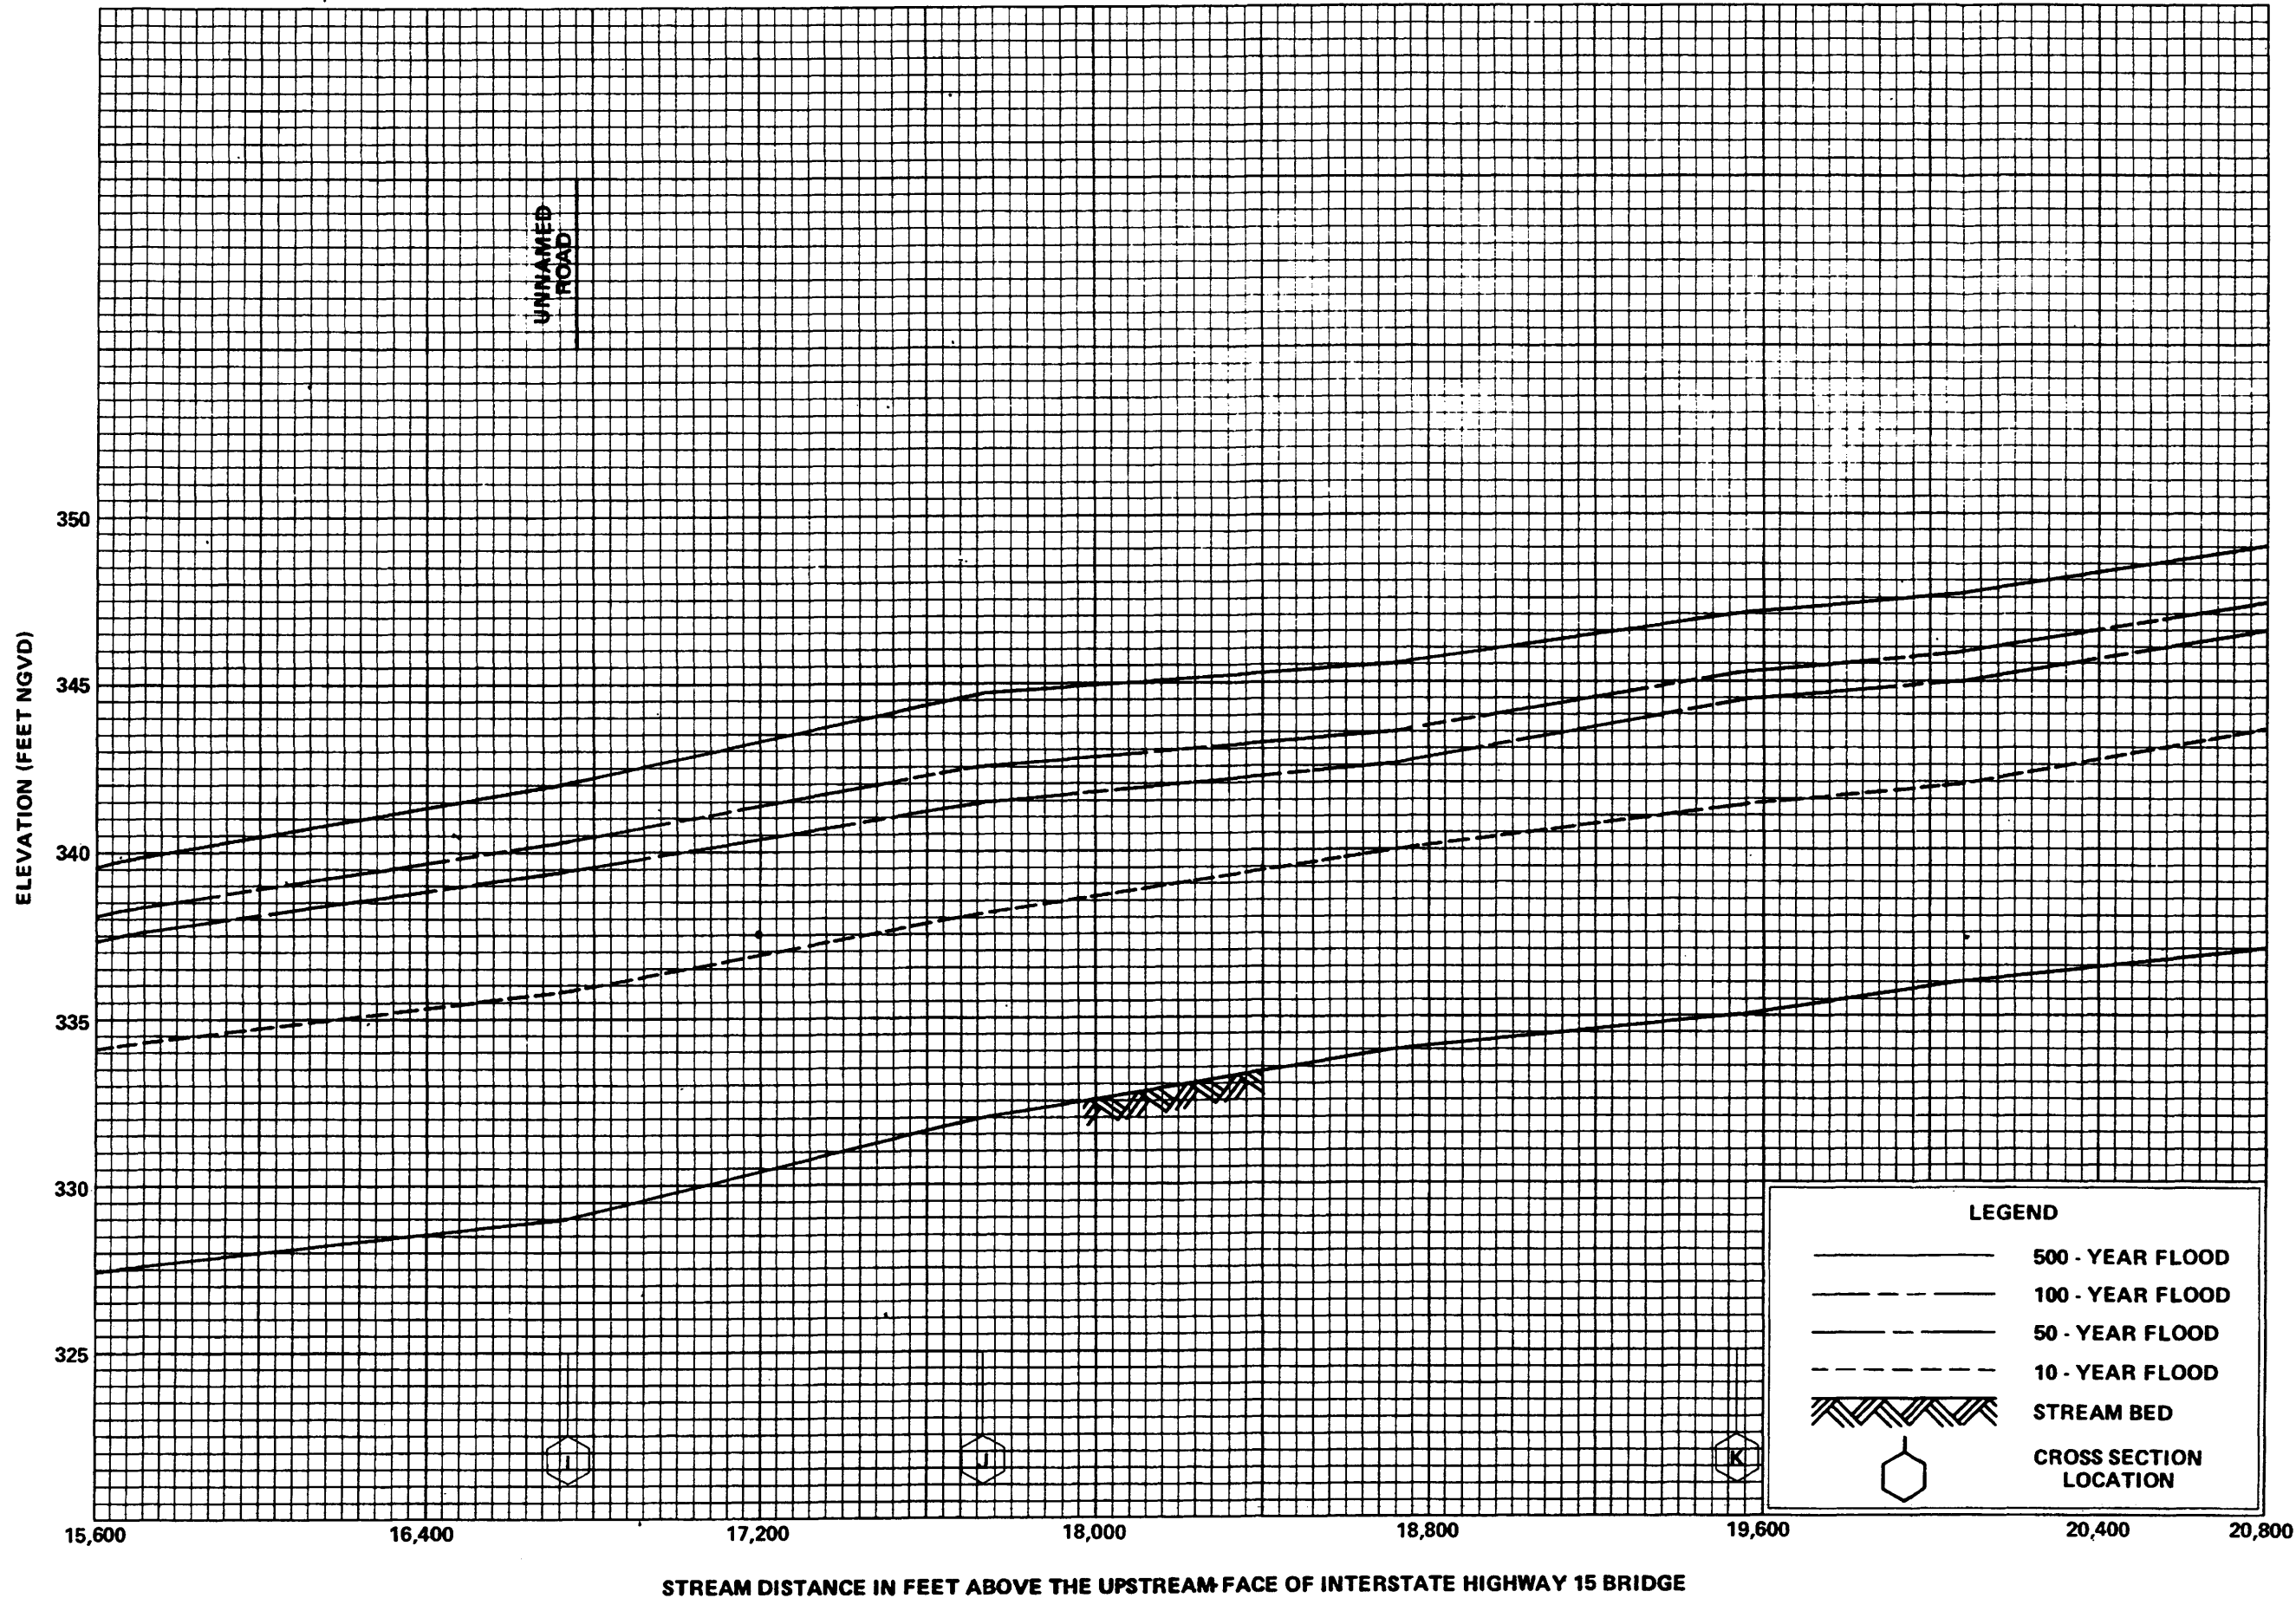 UNNAMED
ROAD
ELEVATION (FEET NGVD)
350
345
340
335
330
325
I
J
K
LEGEND
500 - YEAR FLOOD
100 - YEAR FLOOD
50 - YEAR FLOOD
10 - YEAR FLOOD
STREAM BED
CROSS SECTION
LOCATION
15,600
16,400
17,200
18,000
18,800
19,600
20,400
20,800
STREAM DISTANCE IN FEET ABOVE THE UPSTREAM FACE OF INTERSTATE HIGHWAY 15 BRIDGE